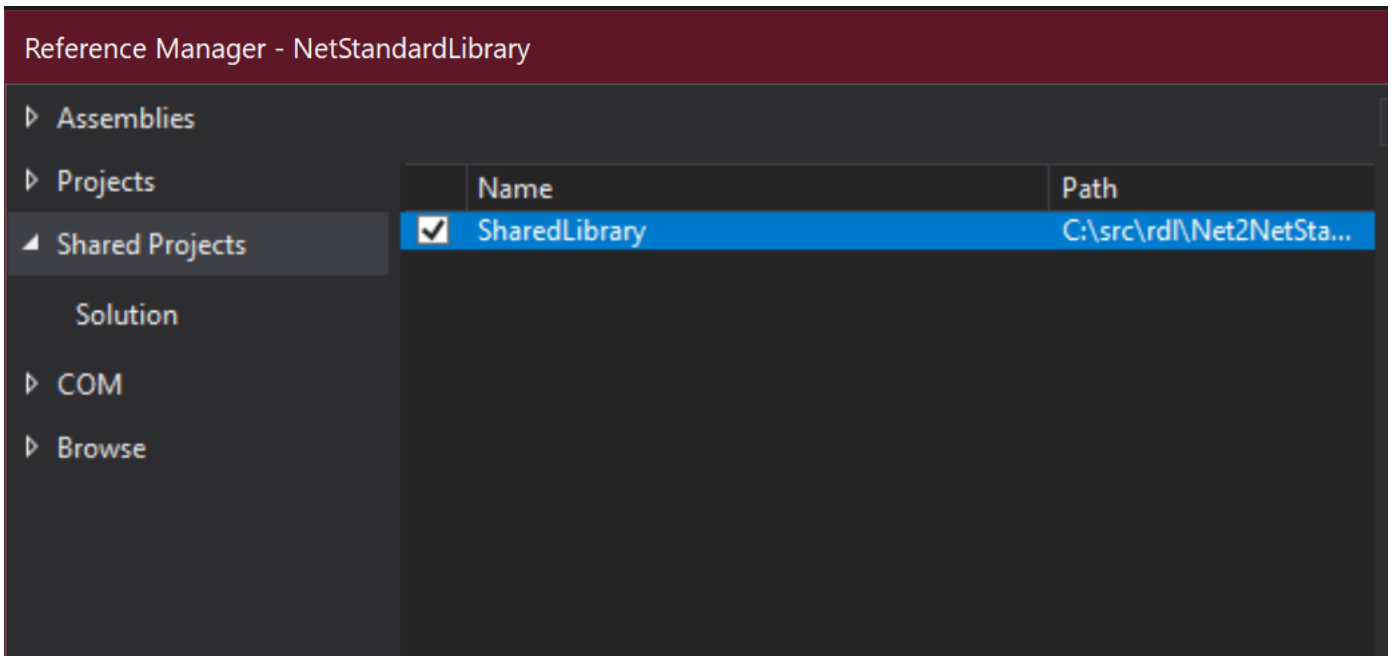 Reference Manager - NetStandardLibrary
Assemblies
Projects
Shared Projects
Solution
COM
Browse
Name Path
SharedLibrary C:\src\rdl\Net2NetSta...